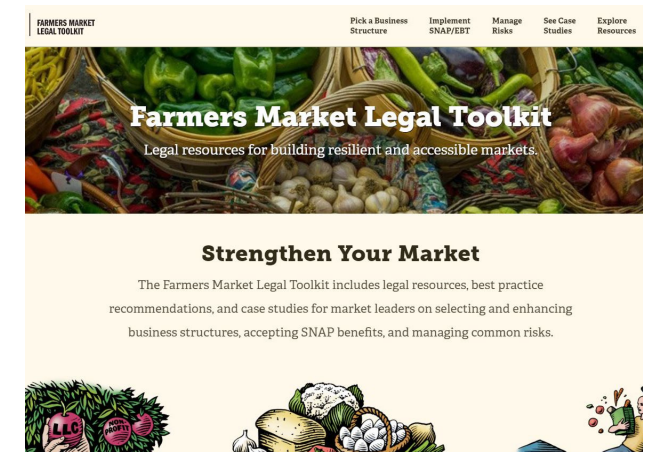 FARMERS MARKET
LEGAL TOOLKIT
Pick a Business
Structure
Implement
SNAP/EBT
Manage
Risks
See Case
Studies
Explore
Resources
Farmers Market Legal Toolkit
Legal resources for building resilient and accessible markets.
Strengthen Your Market
The Farmers Market Legal Toolkit includes legal resources, best practice
recommendations, and case studies for market leaders on selecting and enhancing
business structures, accepting SNAP benefits, and managing common risks.
LLC
NON-
PROFIT